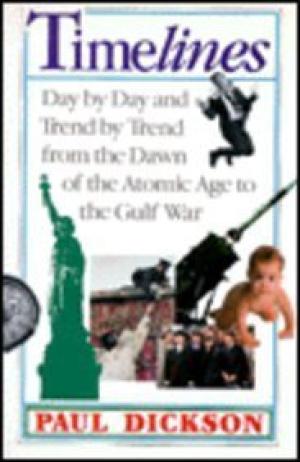 Timelines
Day by Day and
Trend by Trend
from the Dawn
of the Atomic Age to
the Gulf War
PAUL DICKSON